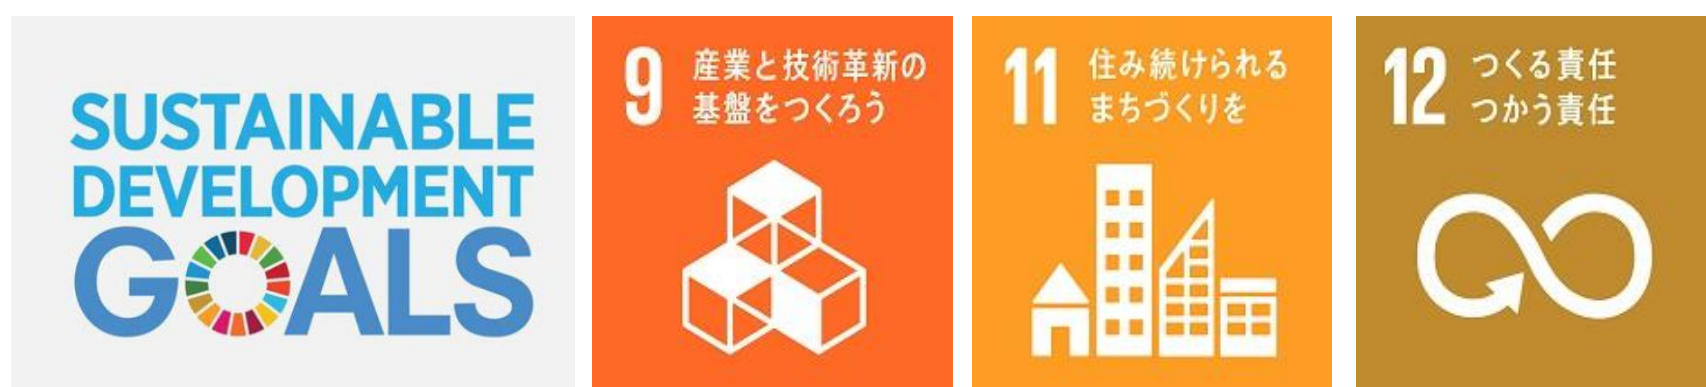 SUSTAINABLE
DEVELOPMENT
GOALS
9
産業と技術革新の
基盤をつくろう
11
住み続けられる
まちづくりを
12
つくる責任
つかう責任